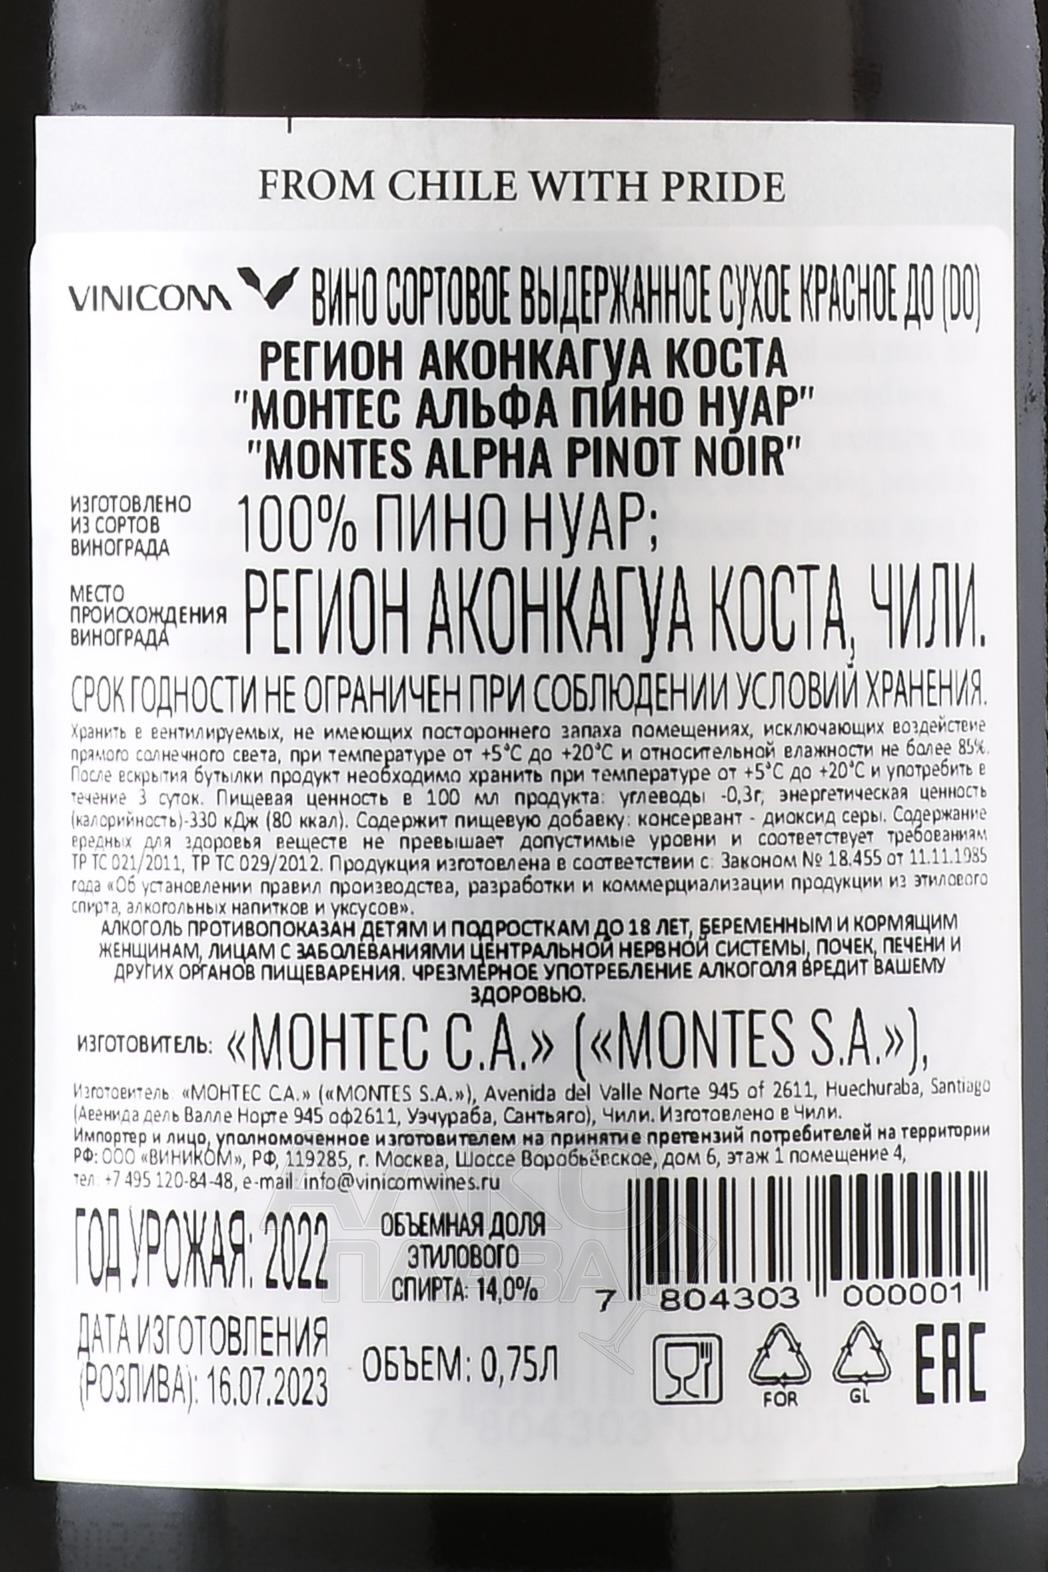 FROM CHILE WITH PRIDE
VINICOM ВИНО СОРТОВОЕ ВЫДЕРЖАННОЕ СУХОЕ КРАСНОЕ ДО (DO)
РЕГИОН АКОНКАГУА КОСТА
"МОНТЕС АЛЬФА ПИНО НУАР"
"MONTES ALPHA PINOT NOIR"
ИЗГОТОВЛЕНО
ИЗ СОРТОВ
ВИНОГРАДА
100% ПИНО НУАР;
МЕСТО
ПРОИСХОЖДЕНИЯ
ВИНОГРАДА
РЕГИОН АКОНКАГУА КОСТА, ЧИЛИ.
СРОК ГОДНОСТИ НЕ ОГРАНИЧЕН ПРИ СОБЛЮДЕНИИ УСЛОВИЙ ХРАНЕНИЯ.
Хранить в вентилируемых, не имеющих постороннего запаха помещениях, исключающих воздействие
прямого солнечного света, при температуре от +5°С до +20°С и относительной влажности не более 85%.
После вскрытия бутылки продукт необходимо хранить при температуре от +5°С до +20°С и употребить в
течение 3 суток. Пищевая ценность в 100 мл продукта: углеводы -0,3г, энергетическая ценность
(калорийность)-330 кДж (80 ккал). Содержит пищевую добавку: консервант - диоксид серы. Содержание
вредных для здоровья веществ не превышает допустимые уровни и соответствует требованиям
ТР ТС 021/2011, ТР ТС 029/2012. Продукция изготовлена в соответствии с: Законом № 18.455 от 11.11.1985
года «Об установлении правил производства, разработки и коммерциализации продукции из этилового
спирта, алкогольных напитков и уксусов».
АЛКОГОЛЬ ПРОТИВОПОКАЗАН ДЕТЯМ И ПОДРОСТКАМ ДО 18 ЛЕТ, БЕРЕМЕННЫМ И КОРМЯЩИМ
ЖЕНЩИНАМ, ЛИЦАМ С ЗАБОЛЕВАНИЯМИ ЦЕНТРАЛЬНОЙ НЕРВНОЙ СИСТЕМЫ, ПОЧЕК, ПЕЧЕНИ И
ДРУГИХ ОРГАНОВ ПИЩЕВАРЕНИЯ. ЧРЕЗМЕРНОЕ УПОТРЕБЛЕНИЕ АЛКОГОЛЯ ВРЕДИТ ВАШЕМУ
ЗДОРОВЬЮ.
ИЗГОТОВИТЕЛЬ: «МОНТЕС С.А.» («MONTES S.A.»),
Изготовитель: «МОНТЕС С.А.» («MONTES S.A.»), Avenida del Valle Norte 945 of 2611, Huechuraba, Santiago
(Авенида дель Валле Норте 945 оф2611, Уэчураба, Сантьяго), Чили. Изготовлено в Чили.
Импортер и лицо, уполномоченное изготовителем на принятие претензий потребителей на территории
РФ: ООО «ВИНИКОМ», РФ, 119285, г. Москва, Шоссе Воробьёвское, дом 6, этаж 1 помещение 4,
тел. +7 495 120-84-48, e-mail: info@vinicomwines.ru
ГОД УРОЖАЯ: 2022
ОБЪЕМНАЯ ДОЛЯ
ЭТИЛОВОГО
СПИРТА: 14,0%
7 804303 000001
ДАТА ИЗГОТОВЛЕНИЯ
(РОЗЛИВА): 16.07.2023
ОБЪЕМ: 0,75Л
FOR
GL
EAC
АЛКО
ПЛАЗА
7 804303 000001